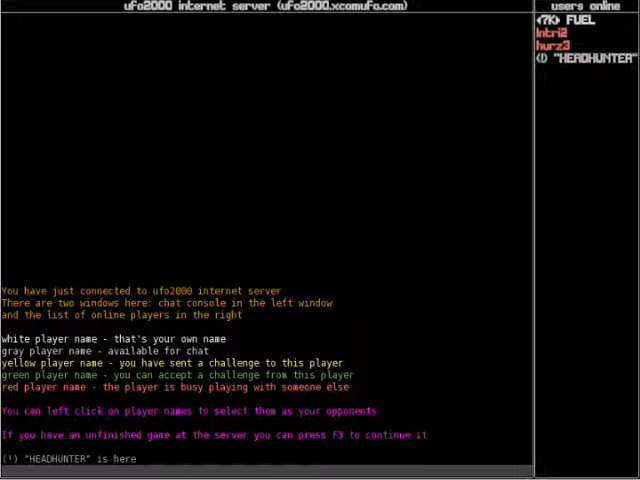 ufo2000 internet server (ufo2000.xcomufo.com)
users online
<?K> FUEL
lntri2
hurz3
(!) "HEADHUNTER"
You have just connected to ufo2000 internet server
There are two windows here: chat console in the left window
and the list of online players in the right
white player name - that's your own name
gray player name - available for chat
yellow player name - you have sent a challenge to this player
green player name - you can accept a challenge from this player
red player name - the player is busy playing with someone else
You can left click on player names to select them as your opponents
If you have an unfinished game at the server you can press F3 to continue it
(!) "HEADHUNTER" is here